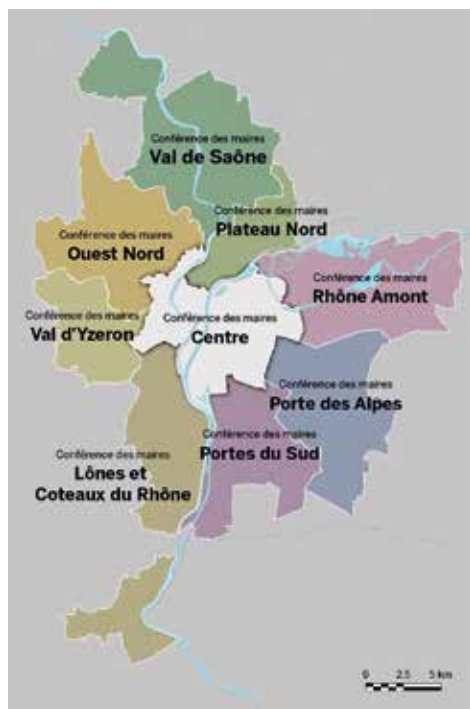 Conférence des maires
Val de Saône
Conférence des maires
Plateau Nord
Conférence des maires
Ouest Nord
Conférence des maires
Rhône Amont
Conférence des maires
Val d'Yzeron
Conférence des maires
Centre
Conférence des maires
Porte des Alpes
Conférence des maires
Portes du Sud
Conférence des maires
Lônes et
Coteaux du Rhône
0 2.5 5 km